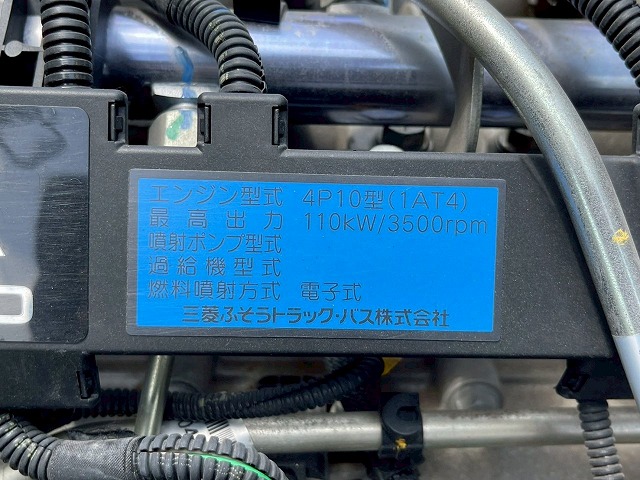 エンジン型式 4P10型(1AT4)
最高出力 110kW/3500rpm
噴射ポンプ型式
過給機型式
燃料噴射方式 電子式
三菱ふそうトラック・バス株式会社